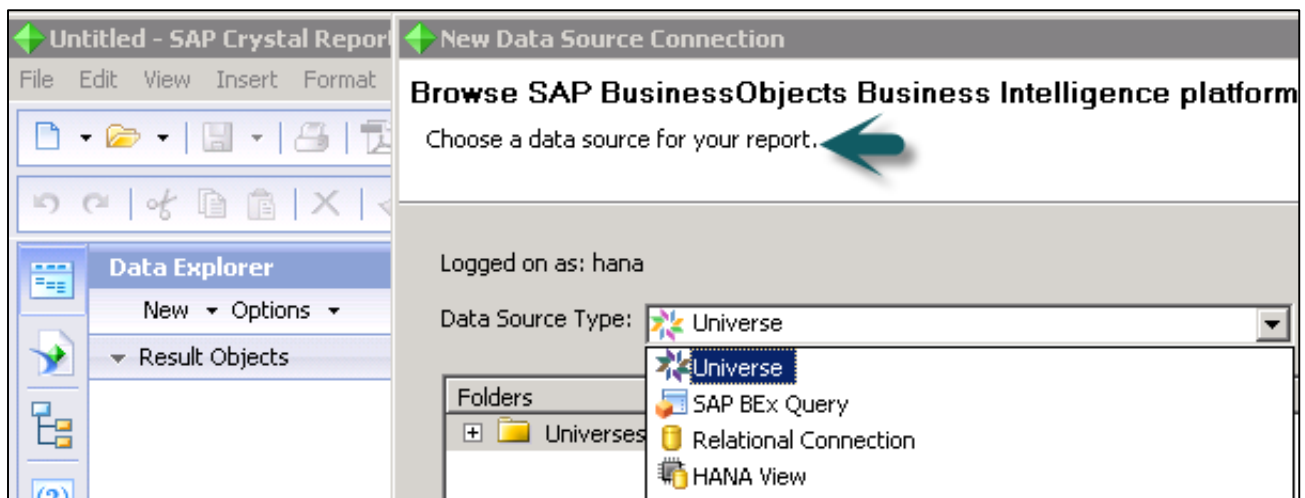 Untitled - SAP Crystal Report
File Edit View Insert Format
Data Explorer
New Options
Result Objects
(?)
New Data Source Connection
Browse SAP BusinessObjects Business Intelligence platform
Choose a data source for your report.
Logged on as: hana
Data Source Type: Universe
Universe
SAP BEx Query
Relational Connection
HANA View
Folders
Universes